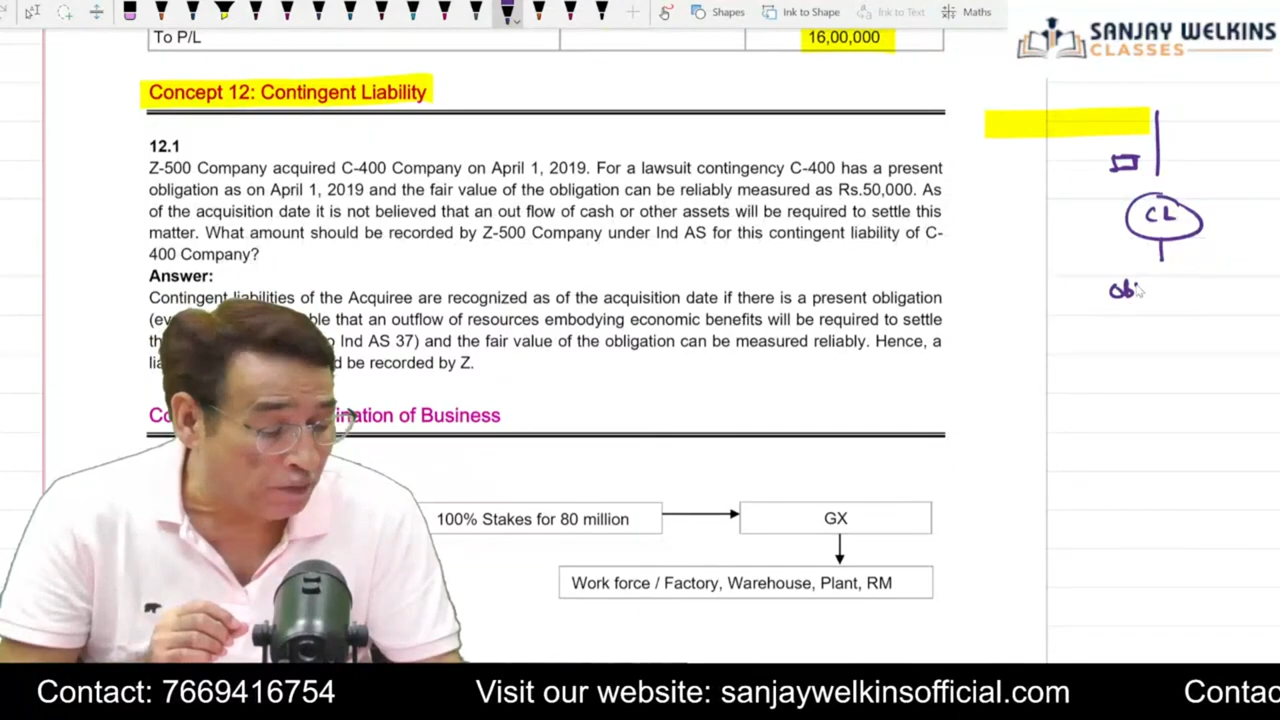 Shapes Ink to Shape Ink to Text Maths
SANJAY WELKINS
CLASSES
To P/L 16,00,000
Concept 12: Contingent Liability
12.1
Z-500 Company acquired C-400 Company on April 1, 2019. For a lawsuit contingency C-400 has a present
obligation as on April 1, 2019 and the fair value of the obligation can be reliably measured as Rs.50,000. As
of the acquisition date it is not believed that an out flow of cash or other assets will be required to settle this
matter. What amount should be recorded by Z-500 Company under Ind AS for this contingent liability of C-
400 Company?
Answer:
Contingent liabilities of the Acquiree are recognized as of the acquisition date if there is a present obligation
that an outflow of resources embodying economic benefits will be required to settle
Ind AS 37) and the fair value of the obligation can be measured reliably. Hence, a
be recorded by Z.
of Business
CL
Ob
100% Stakes for 80 million
GX
Work force / Factory, Warehouse, Plant, RM
Contact: 7669416754 Visit our website: sanjaywelkinsofficial.com Contac